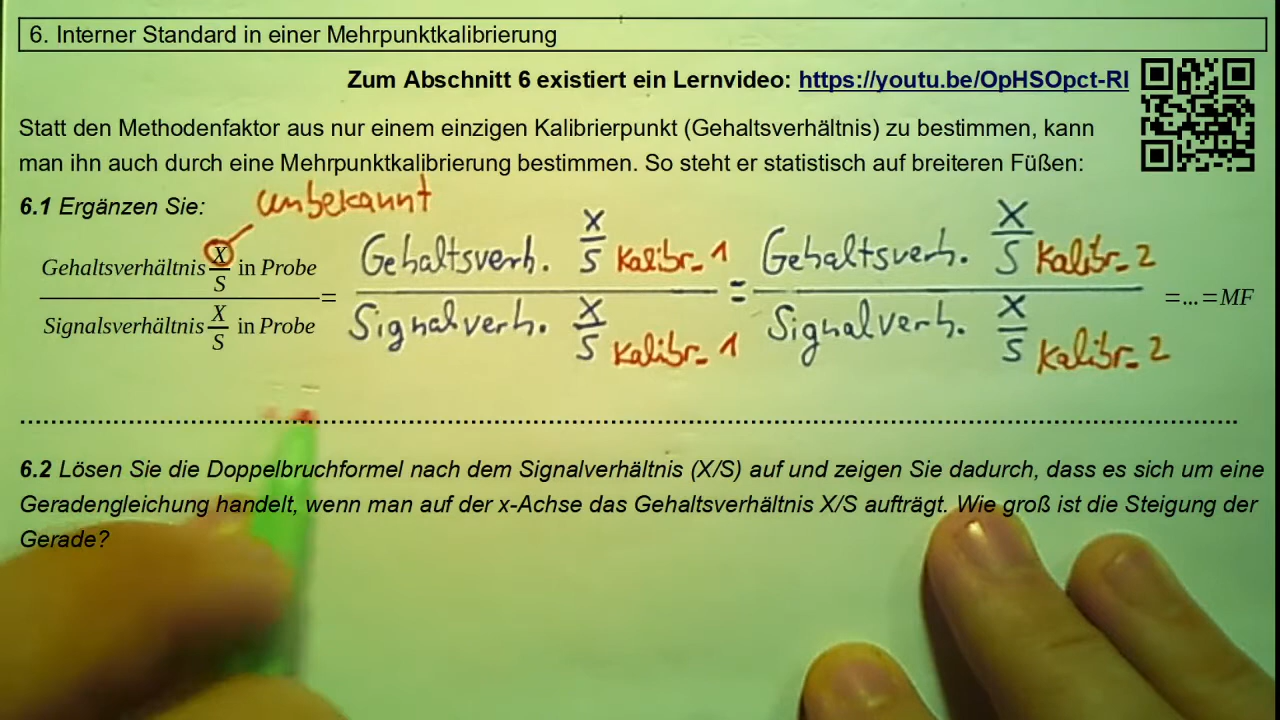 6. Interner Standard in einer Mehrpunktkalibrierung
Zum Abschnitt 6 existiert ein Lernvideo: https://youtu.be/OpHSOpct-RI
Statt den Methodenfaktor aus nur einem einzigen Kalibrierpunkt (Gehaltsverhältnis) zu bestimmen, kann
man ihn auch durch eine Mehrpunktkalibrierung bestimmen. So steht er statistisch auf breiteren Füßen:
6.1 Ergänzen Sie:
unbekannt
Gehaltsverhältnis X/S in Probe
Signalsverhältnis X/S in Probe
=
Gehaltsverh. X/S Kalibr. 1
Signalverh. X/S Kalibr. 1
=
Gehaltsverh. X/S Kalibr. 2
Signalverh. X/S Kalibr. 2
=...=MF
6.2 Lösen Sie die Doppelbruchformel nach dem Signalverhältnis (X/S) auf und zeigen Sie dadurch, dass es sich um eine
Geradengleichung handelt, wenn man auf der x-Achse das Gehaltsverhältnis X/S aufträgt. Wie groß ist die Steigung der
Gerade?